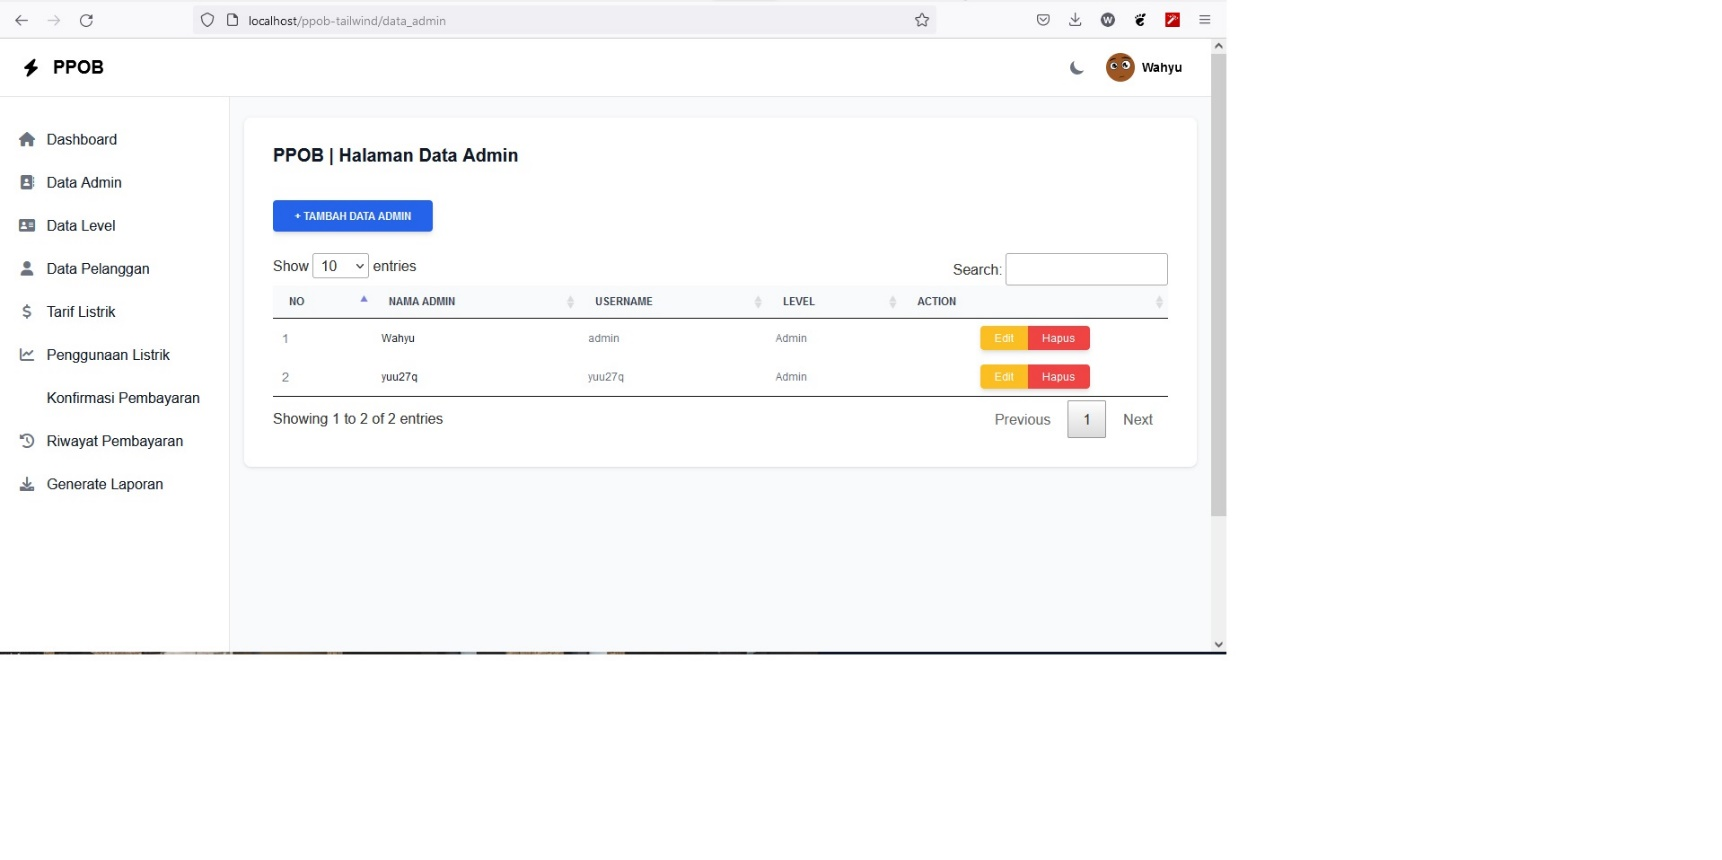 localhost/ppob-tailwind/data_admin
W
PPOB
Wahyu
Dashboard
Data Admin
Data Level
Data Pelanggan
Tarif Listrik
Penggunaan Listrik
Konfirmasi Pembayaran
Riwayat Pembayaran
Generate Laporan
PPOB | Halaman Data Admin
+ TAMBAH DATA ADMIN
Show 10 entries
Search:
NO NAMA ADMIN USERNAME LEVEL ACTION
1 Wahyu admin Admin Edit Hapus
2 yuu27q yuu27q Admin Edit Hapus
Showing 1 to 2 of 2 entries
Previous 1 Next